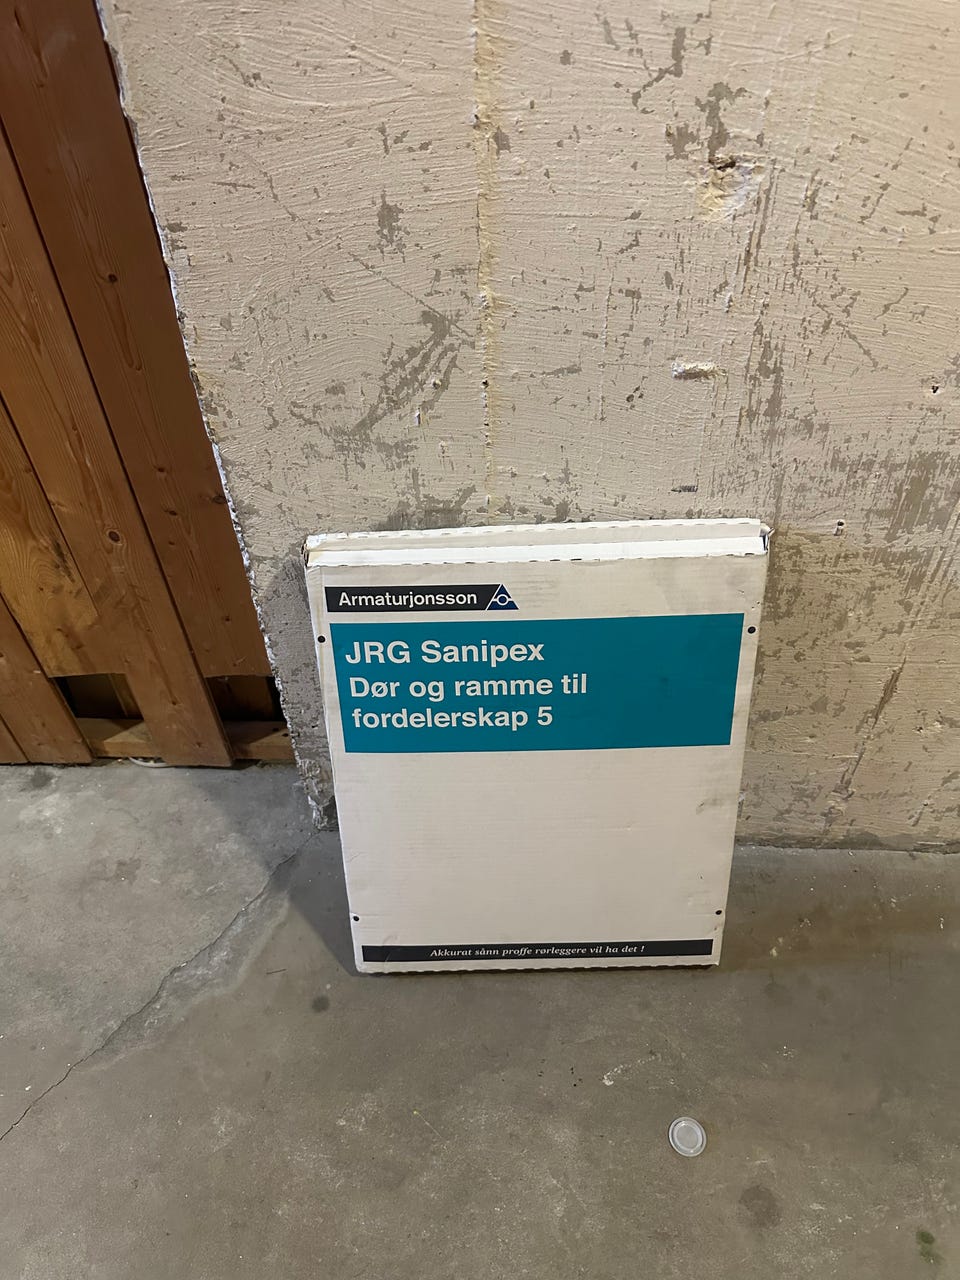 Armaturjonsson
JRG Sanipex
Dør og ramme til
fordelerskap 5
Akkurat sånn proffe rørleggere vil ha det !